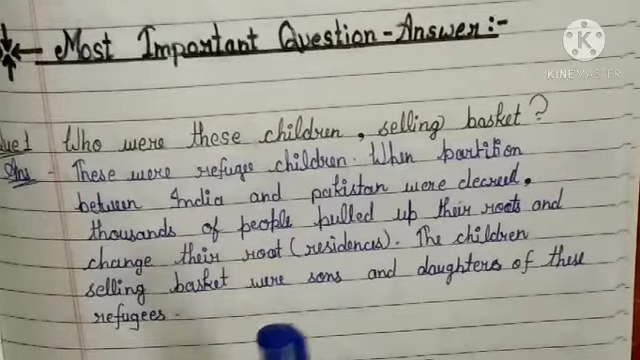 Most Important Question-Answer:-
K
KINEMASTER
Que1 Who were these children, selling basket?
Ans - These were refugee children. When partition
between India and pakistan were decreed,
thousands of people pulled up their roots and
change their root (residences). The children
selling basket were sons and daughters of these
refugees.